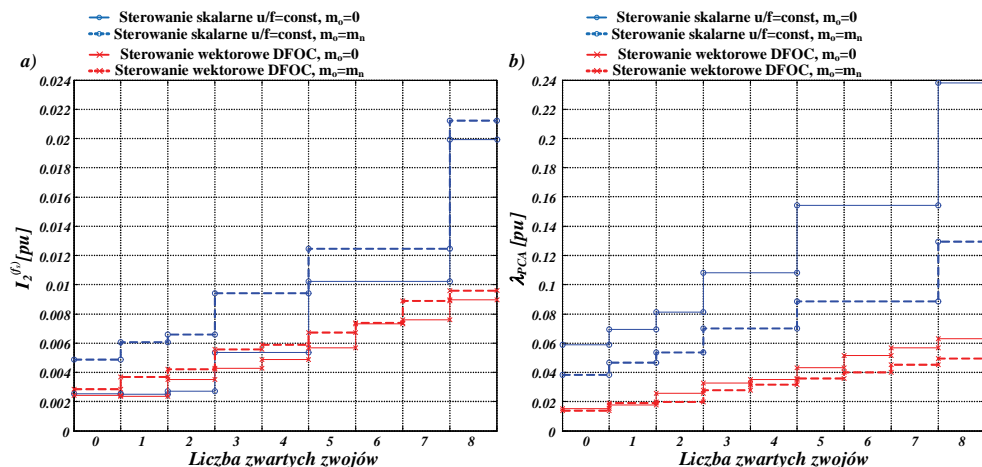 Sterowanie skalarne u/f=const, mₒ=0
Sterowanie skalarne u/f=const, mₒ=mₙ
Sterowanie wektorowe DFOC, mₒ=0
Sterowanie wektorowe DFOC, mₒ=mₙ
a)
0.024
0.022
0.02
0.018
0.016
0.014
0.012
0.01
0.008
0.006
0.004
0.002
0
I₂⁽ᶠˢ⁾[pu]
0 1 2 3 4 5 6 7 8
Liczba zwartych zwojów
Sterowanie skalarne u/f=const, mₒ=0
Sterowanie skalarne u/f=const, mₒ=mₙ
Sterowanie wektorowe DFOC, mₒ=0
Sterowanie wektorowe DFOC, mₒ=mₙ
b)
0.24
0.22
0.2
0.18
0.16
0.14
0.12
0.1
0.08
0.06
0.04
0.02
0
λPCA [pu]
0 1 2 3 4 5 6 7 8
Liczba zwartych zwojów